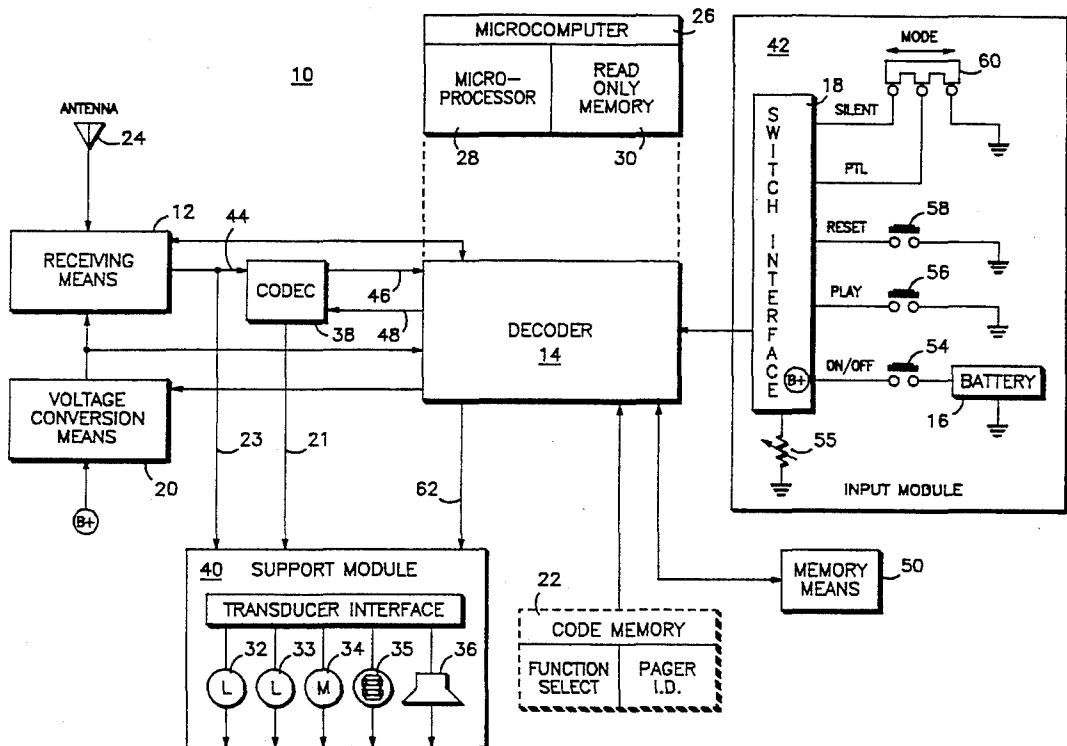 MICROCOMPUTER
26
MICRO-
PROCESSOR
READ
ONLY
MEMORY
28
30
10
ANTENNA
24
12
RECEIVING
MEANS
44
CODEC
38
46
48
DECODER
14
VOLTAGE
CONVERSION
MEANS
20
B+
23
21
62
42
MODE
60
18
SWITCH INTERFACE
SILENT
PTL
RESET
58
PLAY
56
ON/OFF
54
B+
BATTERY
16
55
INPUT MODULE
40
SUPPORT MODULE
TRANSDUCER INTERFACE
32
33
34
35
36
L
L
M
22
CODE MEMORY
FUNCTION
SELECT
PAGER
I.D.
MEMORY
MEANS
50